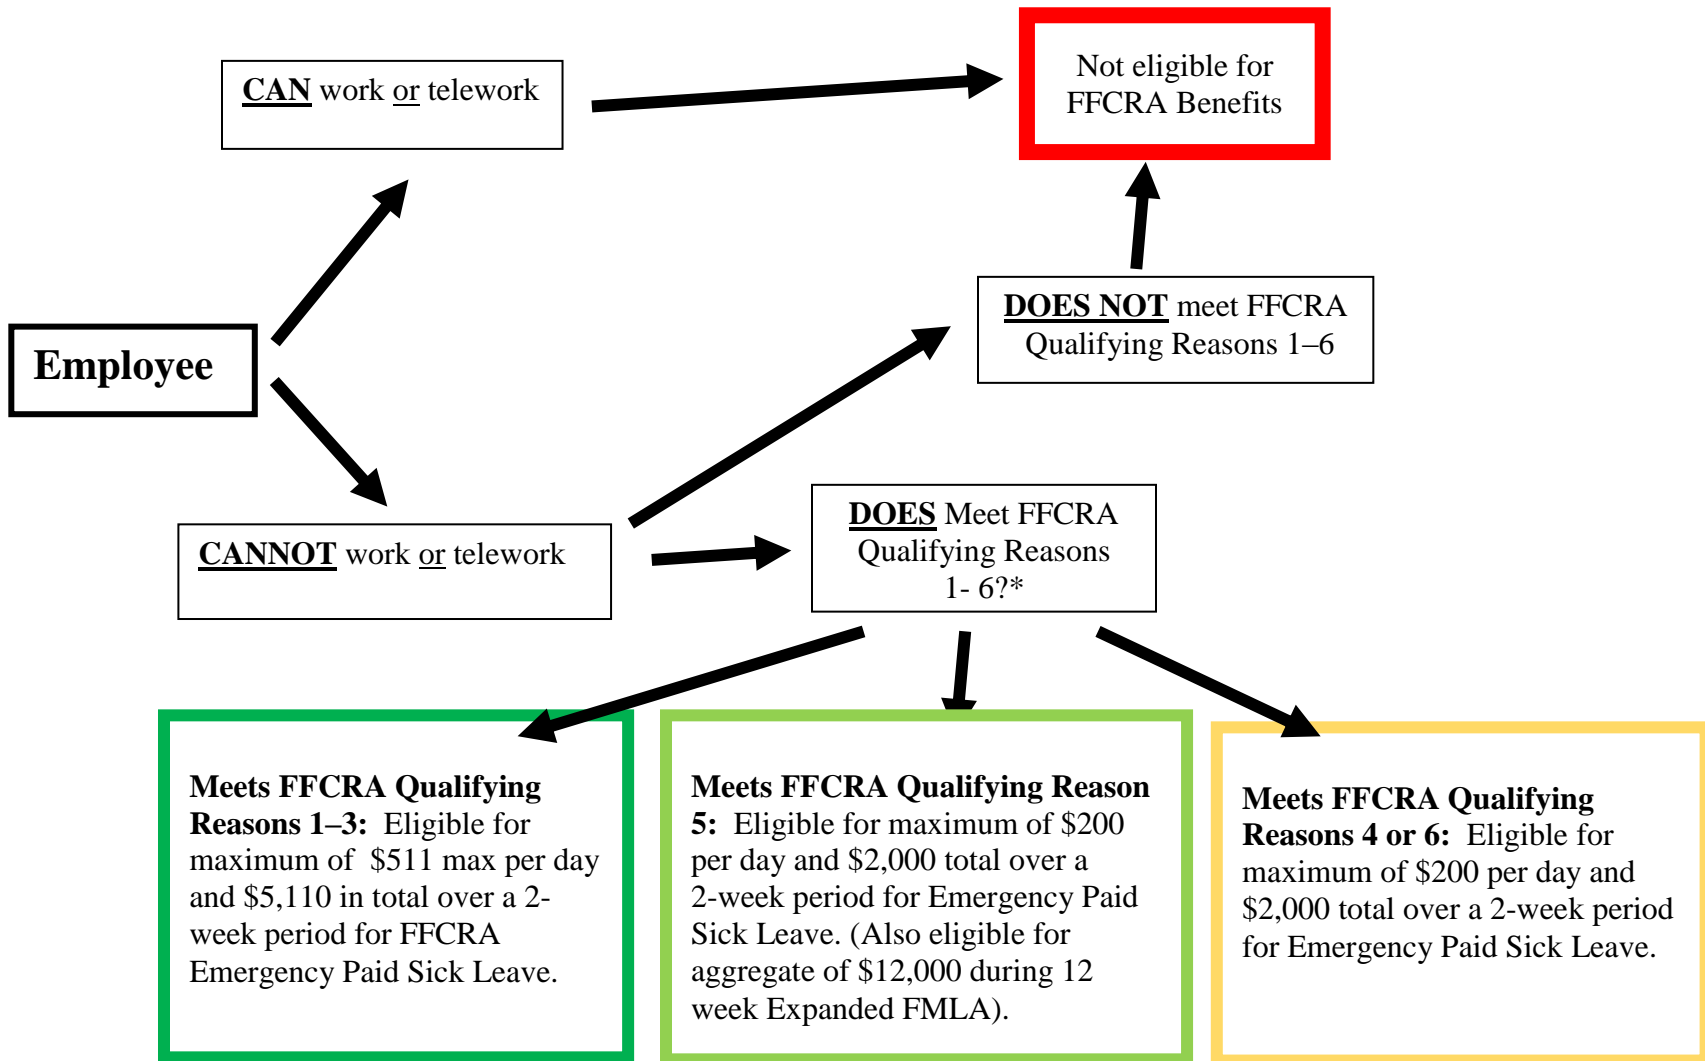 CAN work or telework
Not eligible for
FFCRA Benefits
DOES NOT meet FFCRA
Qualifying Reasons 1–6
Employee
CANNOT work or telework
DOES Meet FFCRA
Qualifying Reasons
1- 6?*
Meets FFCRA Qualifying
Reasons 1–3: Eligible for
maximum of $511 max per day
and $5,110 in total over a 2-
week period for FFCRA
Emergency Paid Sick Leave.
Meets FFCRA Qualifying Reason
5: Eligible for maximum of $200
per day and $2,000 total over a
2-week period for Emergency Paid
Sick Leave. (Also eligible for
aggregate of $12,000 during 12
week Expanded FMLA).
Meets FFCRA Qualifying
Reasons 4 or 6: Eligible for
maximum of $200 per day and
$2,000 total over a 2-week period
for Emergency Paid Sick Leave.